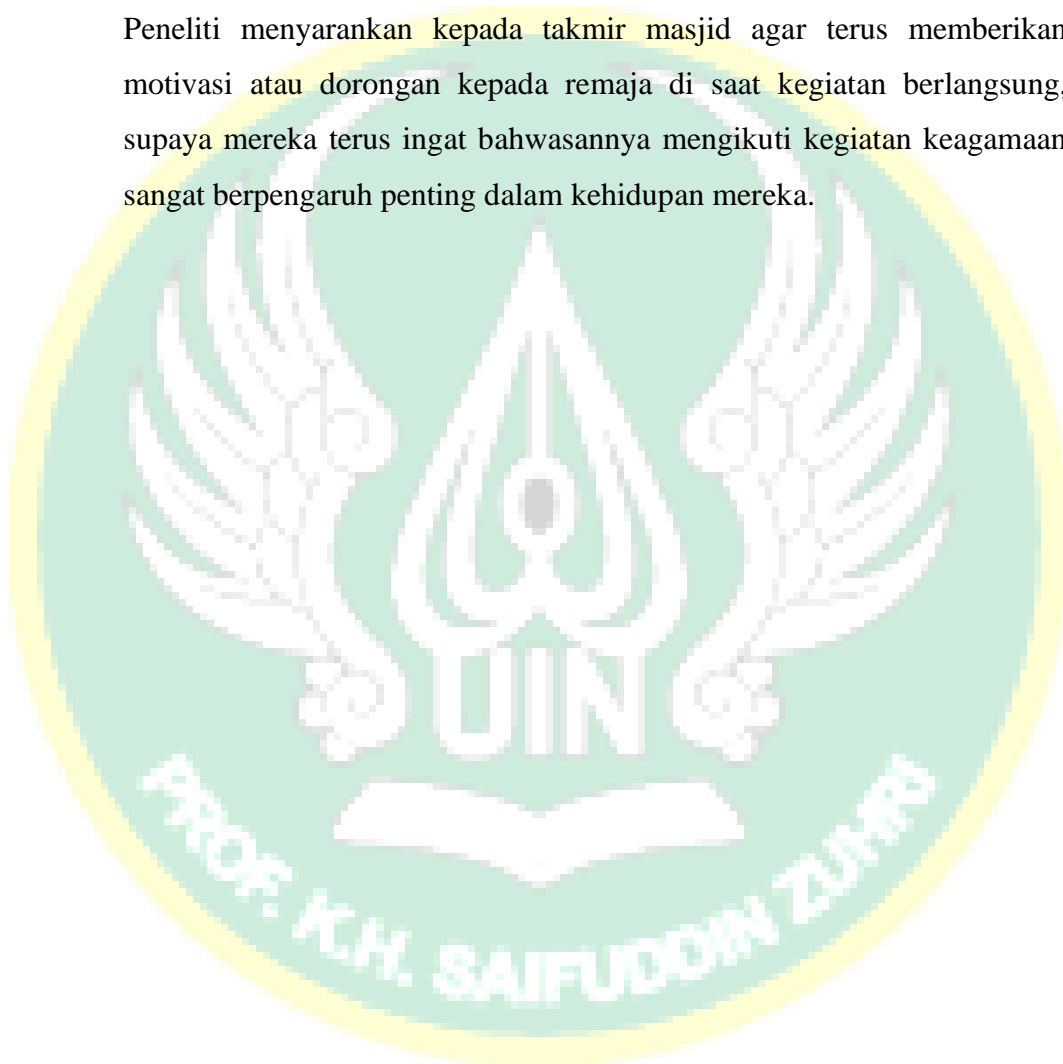 Peneliti menyarankan kepada takmir masjid agar terus memberikan
motivasi atau dorongan kepada remaja di saat kegiatan berlangsung,
supaya mereka terus ingat bahwasannya mengikuti kegiatan keagamaan
sangat berpengaruh penting dalam kehidupan mereka.
UIN
PROF. K.H. SAIFUDDIN ZUHRI